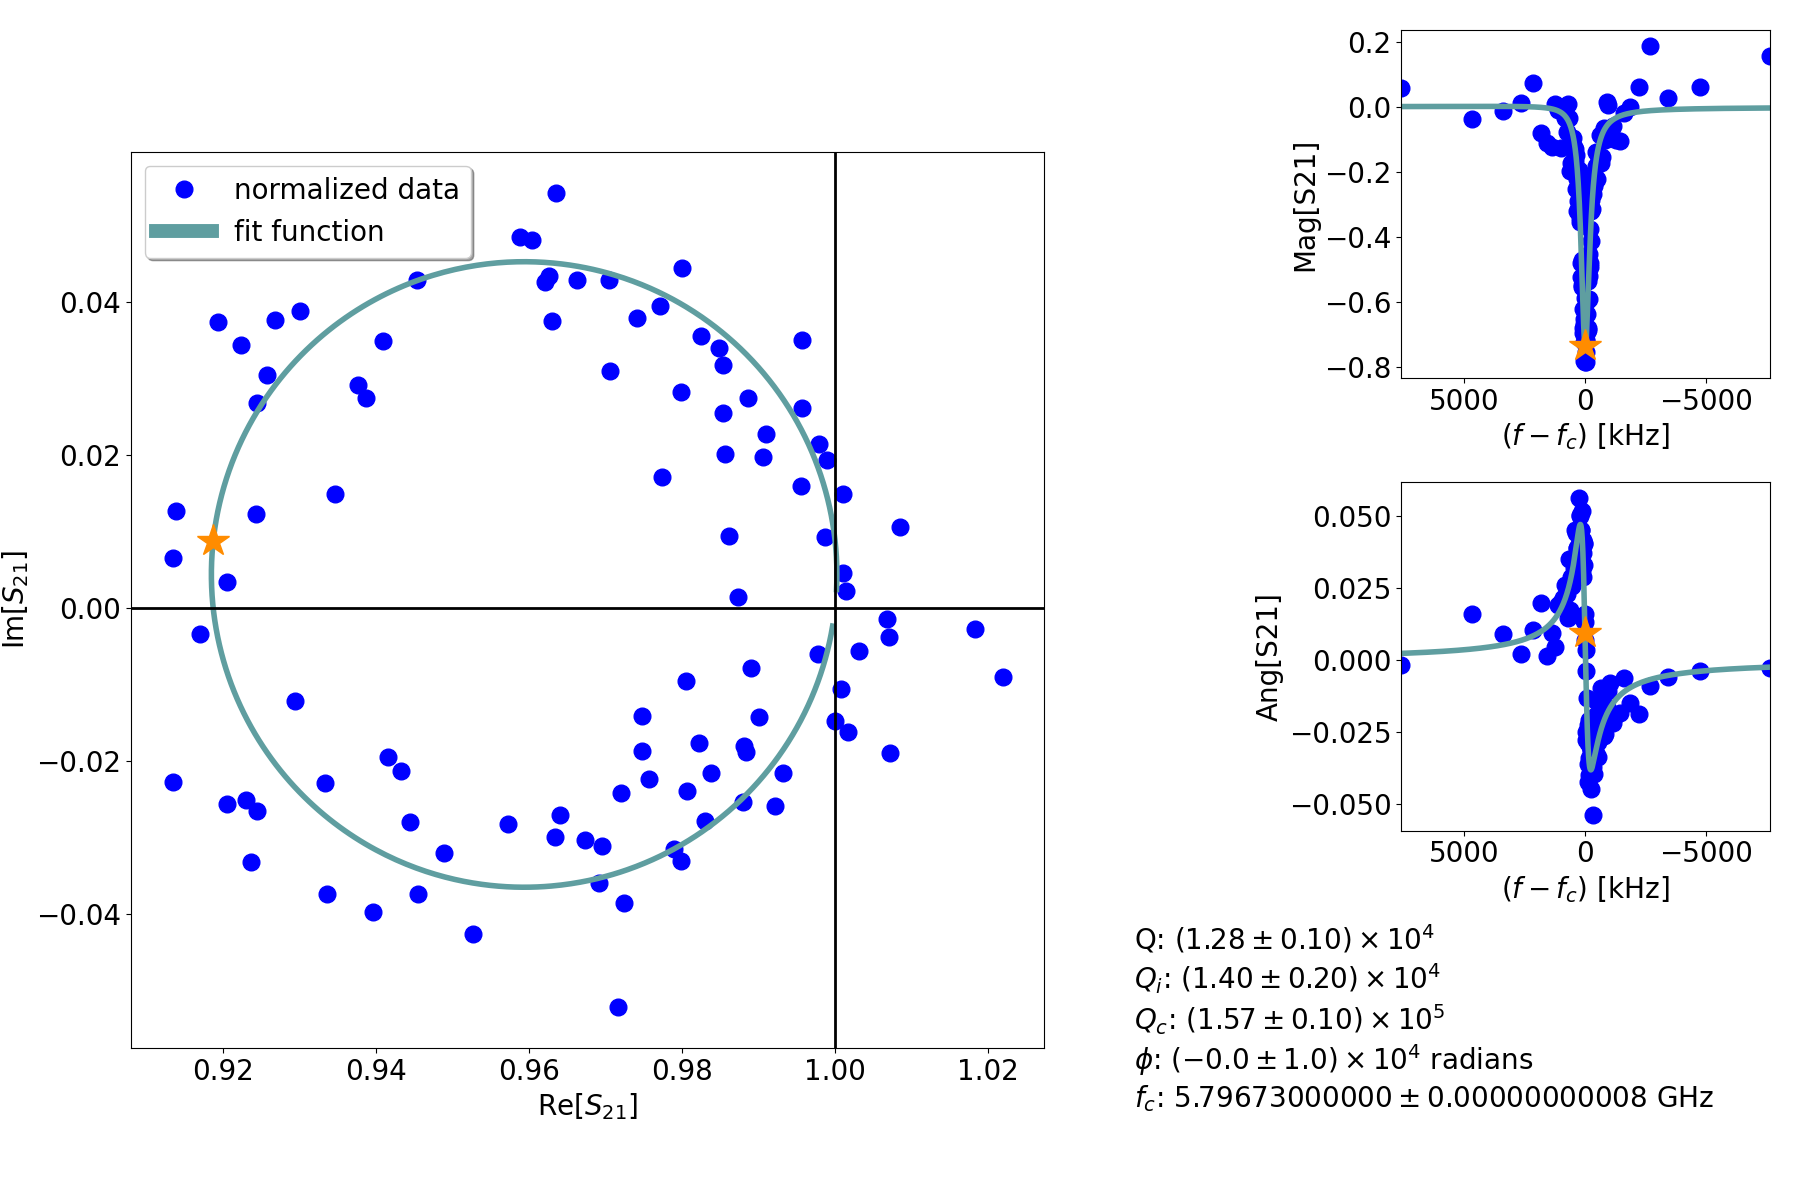 normalized data
fit function
0.04
0.02
0.00
−0.02
−0.04
Im[S21]
0.92 0.94 0.96 0.98 1.00 1.02
Re[S21]
0.2
0.0
−0.2
−0.4
−0.6
−0.8
Mag[S21]
5000 0 −5000
(f − fc) [kHz]
0.050
0.025
0.000
−0.025
−0.050
Ang[S21]
5000 0 −5000
(f − fc) [kHz]
Q: (1.28 ± 0.10) × 10^4
Qi: (1.40 ± 0.20) × 10^4
Qc: (1.57 ± 0.10) × 10^5
ϕ: (−0.0 ± 1.0) × 10^4 radians
fc: 5.79673000000 ± 0.00000000008 GHz